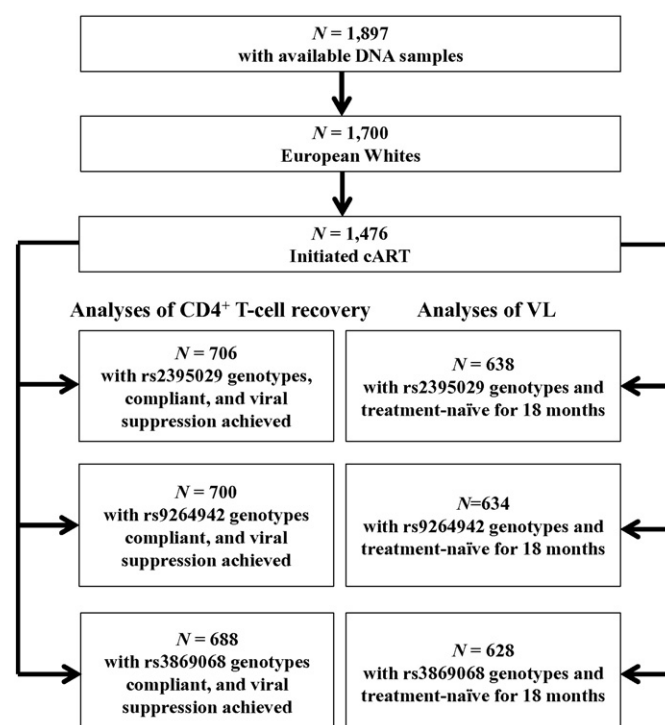 N = 1,897
with available DNA samples
N = 1,700
European Whites
N = 1,476
Initiated cART
Analyses of CD4⁺ T-cell recovery
Analyses of VL
N = 706
with rs2395029 genotypes,
compliant, and viral
suppression achieved
N = 638
with rs2395029 genotypes and
treatment-naïve for 18 months
N = 700
with rs9264942 genotypes
compliant, and viral
suppression achieved
N=634
with rs9264942 genotypes and
treatment-naïve for 18 months
N = 688
with rs3869068 genotypes
compliant, and viral
suppression achieved
N = 628
with rs3869068 genotypes and
treatment-naïve for 18 months